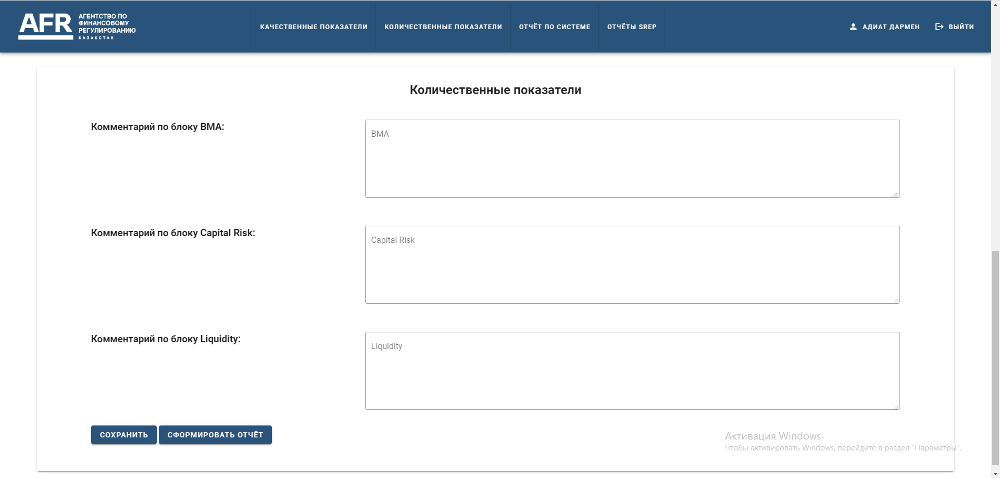 AFR
АГЕНТСТВО ПО
ФИНАНСОВОМУ
РЕГУЛИРОВАНИЮ
КАЗАХСТАН
КАЧЕСТВЕННЫЕ ПОКАЗАТЕЛИ
КОЛИЧЕСТВЕННЫЕ ПОКАЗАТЕЛИ
ОТЧЁТ ПО СИСТЕМЕ
ОТЧЁТЫ SREP
АДИАТ ДАРМЕН
ВЫЙТИ
Количественные показатели
Комментарий по блоку BMA:
BMA
Комментарий по блоку Capital Risk:
Capital Risk
Комментарий по блоку Liquidity:
Liquidity
СОХРАНИТЬ
СФОРМИРОВАТЬ ОТЧЁТ
Активация Windows
Чтобы активировать Windows, перейдите в раздел "Параметры".